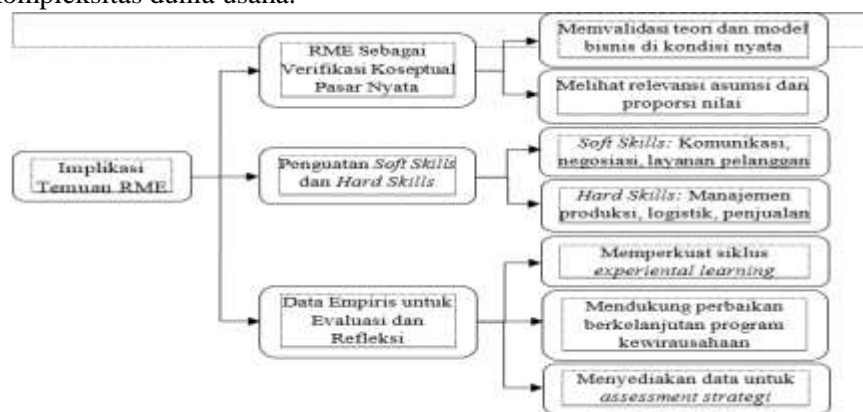 kompleksitas dunia usaha.
RME Sebagai
Verifikasi Koseptual
Pasar Nyata
Memvalidasi teori dan model
bisnis di kondisi nyata
Melihat relevansi asumsi dan
proporsi nilai
Implikasi
Temuan RME
Penguatan Soft Skills
dan Hard Skills
Soft Skills: Komunikasi,
negosiasi, layanan pelanggan
Hard Skills: Manajemen
produksi, logistik, penjualan
Data Empiris untuk
Evaluasi dan
Refleksi
Memperkuat siklus
experiental learning
Mendukung perbaikan
berkelanjutan program
kewirausahaan
Menyediakan data untuk
assessment strategi